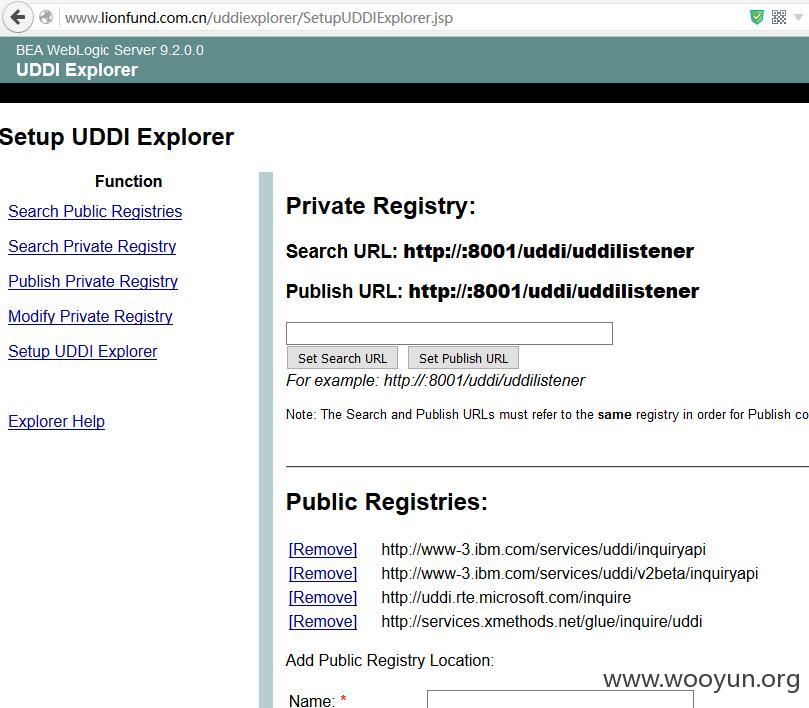 www.lionfund.com.cn/uddiexplorer/SetupUDDIExplorer.jsp
BEA WebLogic Server 9.2.0.0
UDDI Explorer
Setup UDDI Explorer
Function
Search Public Registries
Search Private Registry
Publish Private Registry
Modify Private Registry
Setup UDDI Explorer
Explorer Help
Private Registry:
Search URL: http://:8001/uddi/uddilistener
Publish URL: http://:8001/uddi/uddilistener
Set Search URL Set Publish URL
For example: http://:8001/uddi/uddilistener
Note: The Search and Publish URLs must refer to the same registry in order for Publish co
Public Registries:
[Remove] http://www-3.ibm.com/services/uddi/inquiryapi
[Remove] http://www-3.ibm.com/services/uddi/v2beta/inquiryapi
[Remove] http://uddi.rte.microsoft.com/inquire
[Remove] http://services.xmethods.net/glue/inquire/uddi
Add Public Registry Location:
Name: *
www.wooyun.org